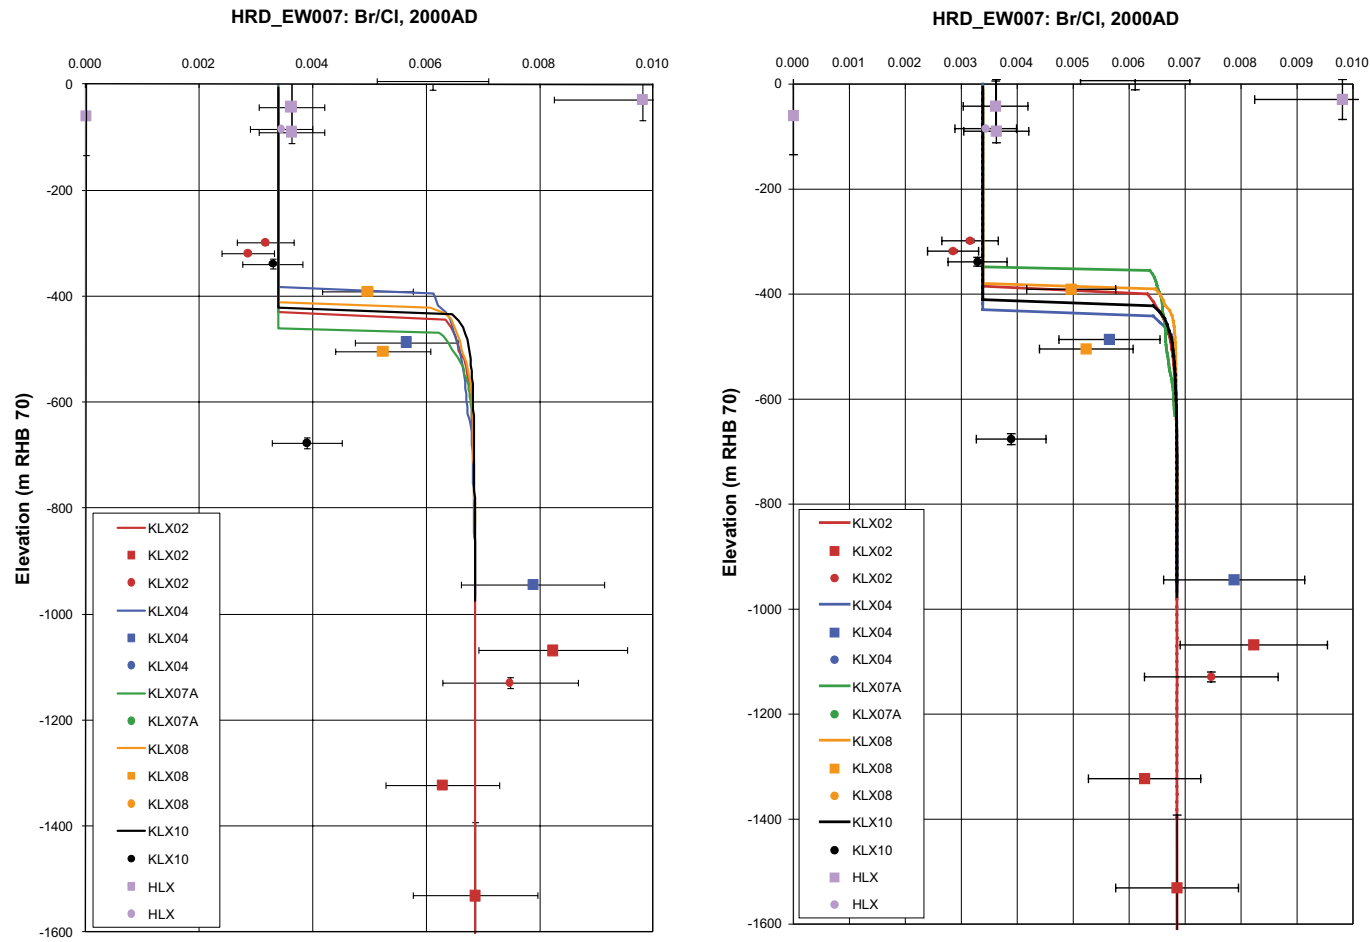 HRD_EW007: Br/Cl, 2000AD
0.000 0.002 0.004 0.006 0.008 0.010
0
-200
-400
-600
-800
-1000
-1200
-1400
-1600
Elevation (m RHB 70)
KLX02
KLX02
KLX02
KLX04
KLX04
KLX04
KLX07A
KLX07A
KLX08
KLX08
KLX08
KLX10
KLX10
HLX
HLX
HRD_EW007: Br/Cl, 2000AD
0.000 0.001 0.002 0.003 0.004 0.005 0.006 0.007 0.008 0.009 0.010
0
-200
-400
-600
-800
-1000
-1200
-1400
-1600
Elevation (m RHB 70)
KLX02
KLX02
KLX02
KLX04
KLX04
KLX04
KLX07A
KLX07A
KLX08
KLX08
KLX08
KLX10
KLX10
HLX
HLX